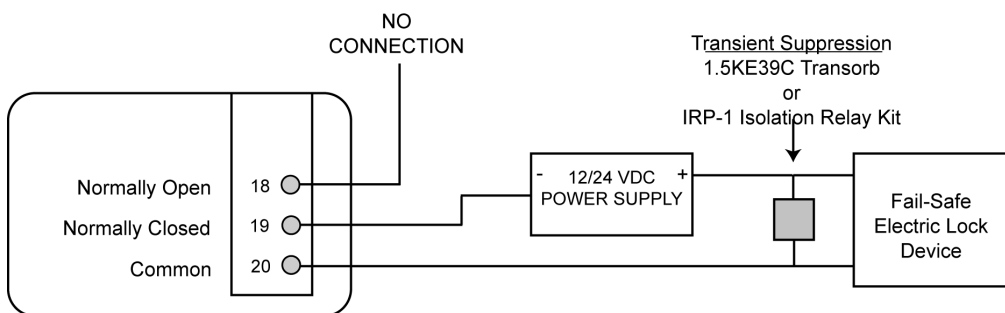 NO
CONNECTION
Transient Suppression
1.5KE39C Transorb
or
IRP-1 Isolation Relay Kit
Normally Open 18
Normally Closed 19
Common 20
- 12/24 VDC +
POWER SUPPLY
Fail-Safe
Electric Lock
Device